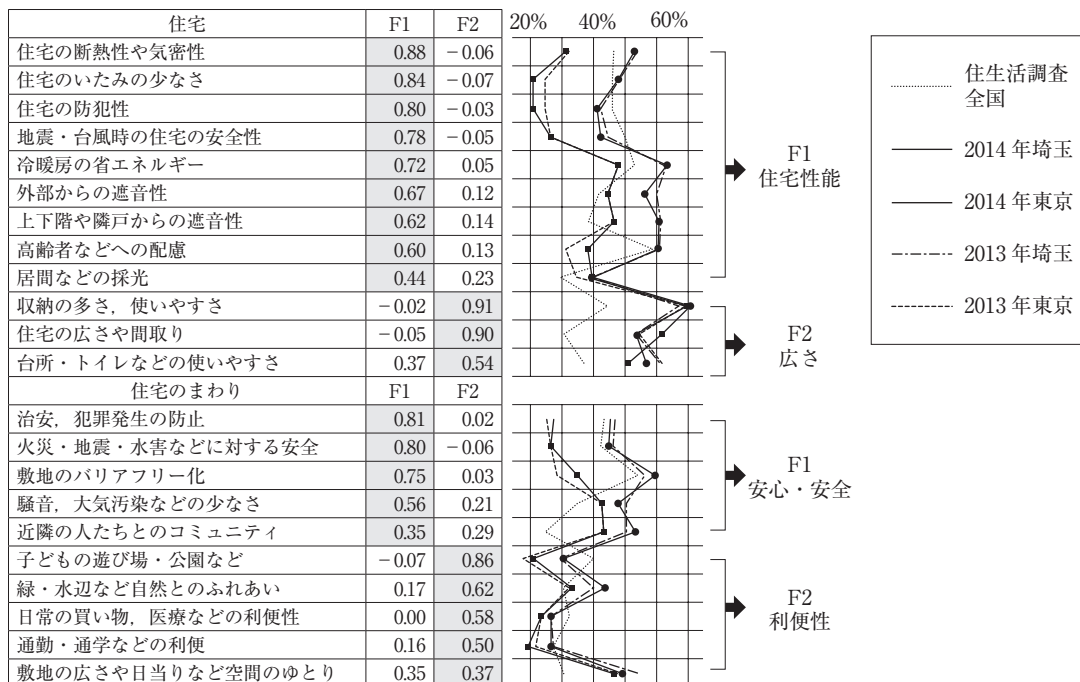 住宅 F1 F2 20% 40% 60%
住宅の断熱性や気密性 0.88 −0.06
住宅のいたみの少なさ 0.84 −0.07
住宅の防犯性 0.80 −0.03
地震・台風時の住宅の安全性 0.78 −0.05
冷暖房の省エネルギー 0.72 0.05
外部からの遮音性 0.67 0.12
上下階や隣戸からの遮音性 0.62 0.14
高齢者などへの配慮 0.60 0.13
居間などの採光 0.44 0.23
収納の多さ，使いやすさ −0.02 0.91
住宅の広さや間取り −0.05 0.90
台所・トイレなどの使いやすさ 0.37 0.54
住宅のまわり F1 F2
治安，犯罪発生の防止 0.81 0.02
火災・地震・水害などに対する安全 0.80 −0.06
敷地のバリアフリー化 0.75 0.03
騒音，大気汚染などの少なさ 0.56 0.21
近隣の人たちとのコミュニティ 0.35 0.29
子どもの遊び場・公園など −0.07 0.86
緑・水辺など自然とのふれあい 0.17 0.62
日常の買い物，医療などの利便性 0.00 0.58
通勤・通学などの利便 0.16 0.50
敷地の広さや日当りなど空間のゆとり 0.35 0.37
F1
住宅性能
F2
広さ
F1
安心・安全
F2
利便性
住生活調査
全国
2014 年埼玉
2014 年東京
2013 年埼玉
2013 年東京